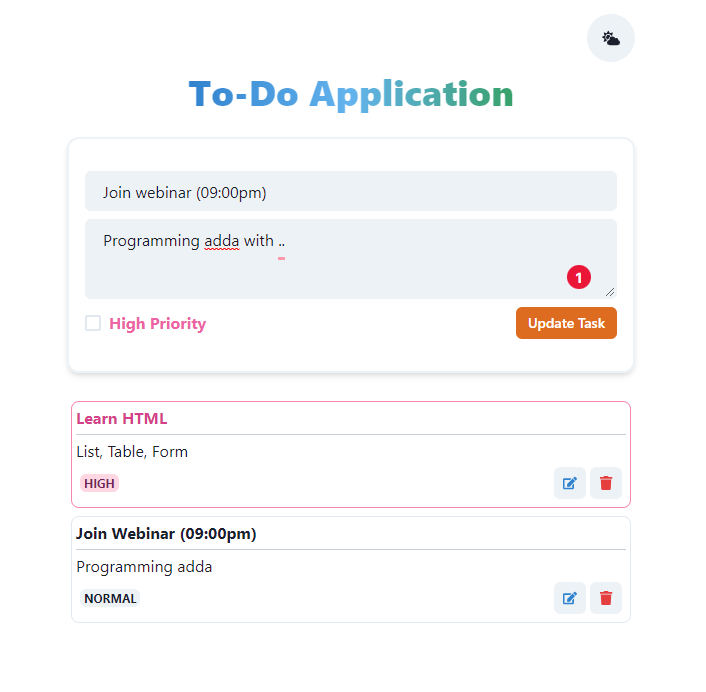 To-Do Application
Join webinar (09:00pm)
Programming adda with ..
1
High Priority
Update Task
Learn HTML
List, Table, Form
HIGH
Join Webinar (09:00pm)
Programming adda
NORMAL